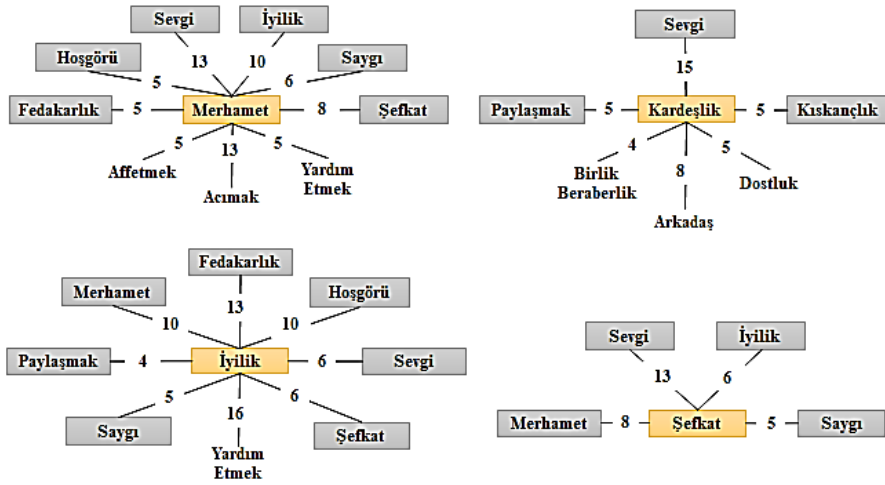 Sevgi
İyilik
Hoşgörü
13
10
Saygı
5
6
Fedakarlık
5
Merhamet
8
Şefkat
5
13
5
Affetmek
Acımak
Yardım
Etmek
Sevgi
15
Paylaşmak
5
Kardeşlik
5
Kıskançlık
4
8
5
Birlik
Beraberlik
Arkadaş
Dostluk
Fedakarlık
Merhamet
Hoşgörü
10
13
10
Paylaşmak
4
İyilik
6
Sevgi
5
16
6
Saygı
Yardım
Etmek
Şefkat
Sevgi
İyilik
13
6
Merhamet
8
Şefkat
5
Saygı